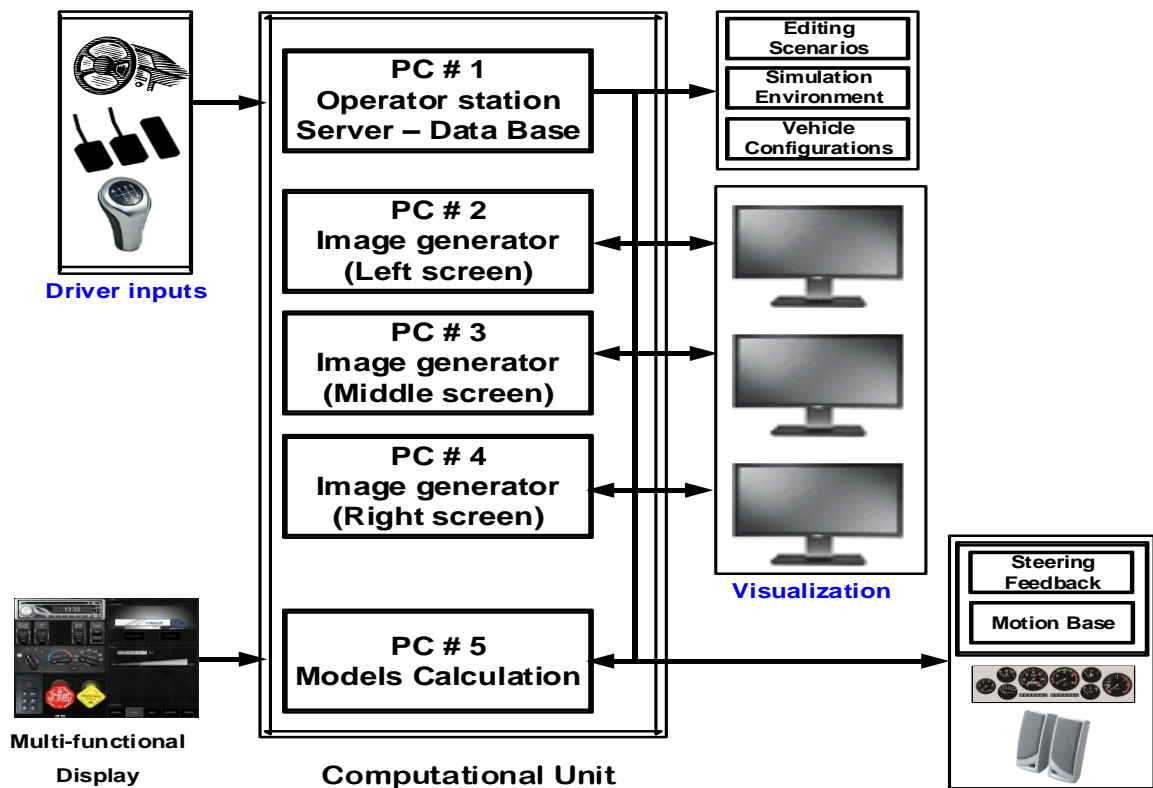 Driver inputs
PC # 1
Operator station
Server – Data Base
PC # 2
Image generator
(Left screen)
PC # 3
Image generator
(Middle screen)
PC # 4
Image generator
(Right screen)
PC # 5
Models Calculation
Computational Unit
Editing
Scenarios
Simulation
Environment
Vehicle
Configurations
Visualization
Steering
Feedback
Motion Base
13:33
Multi-functional
Display